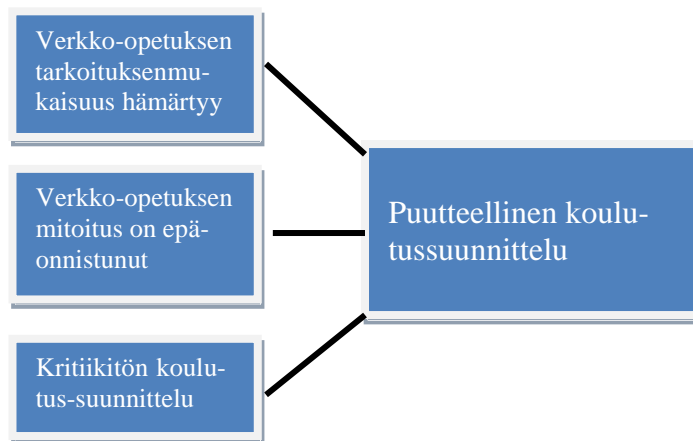 Verkko-opetuksen
tarkoituksenmu-
kaisuus hämärtyy
Verkko-opetuksen
mitoitus on epä-
onnistunut
Kritiikitön koulu-
tus-suunnittelu
Puutteellinen koulu-
tussuunnittelu